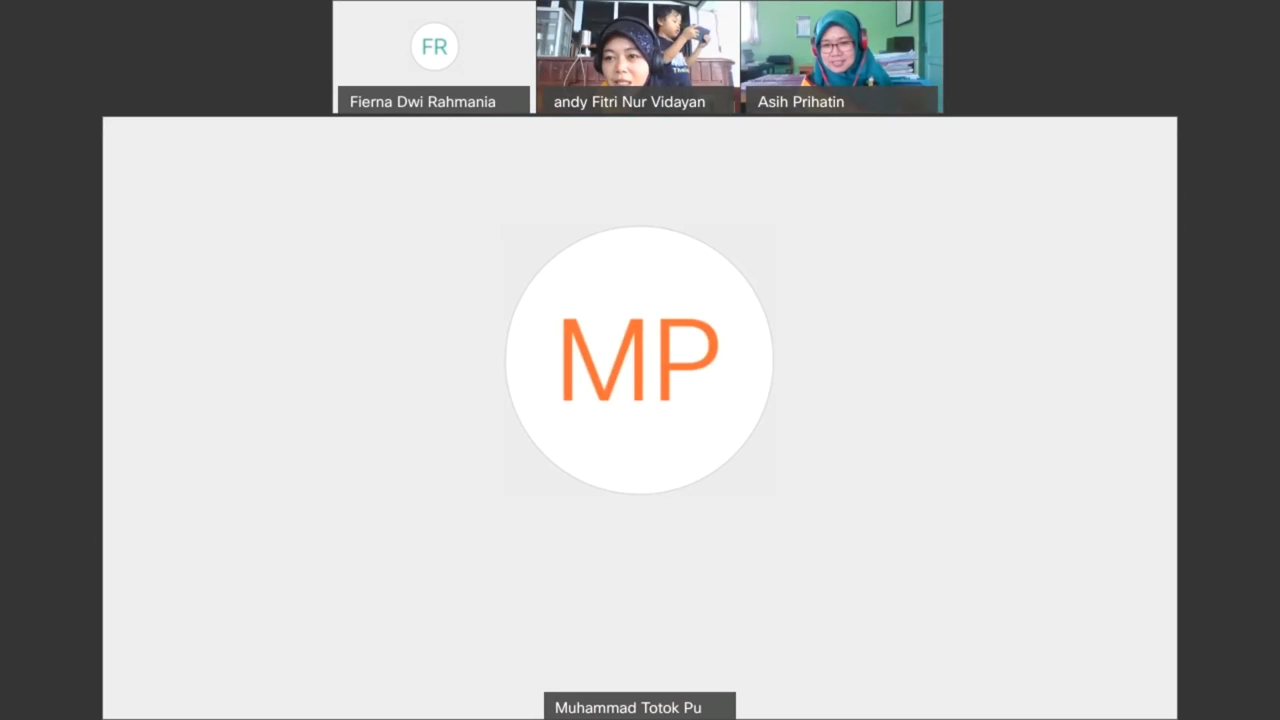 FR
Fierna Dwi Rahmania
andy Fitri Nur Vidayan
Asih Prihatin
MP
Muhammad Totok Pu